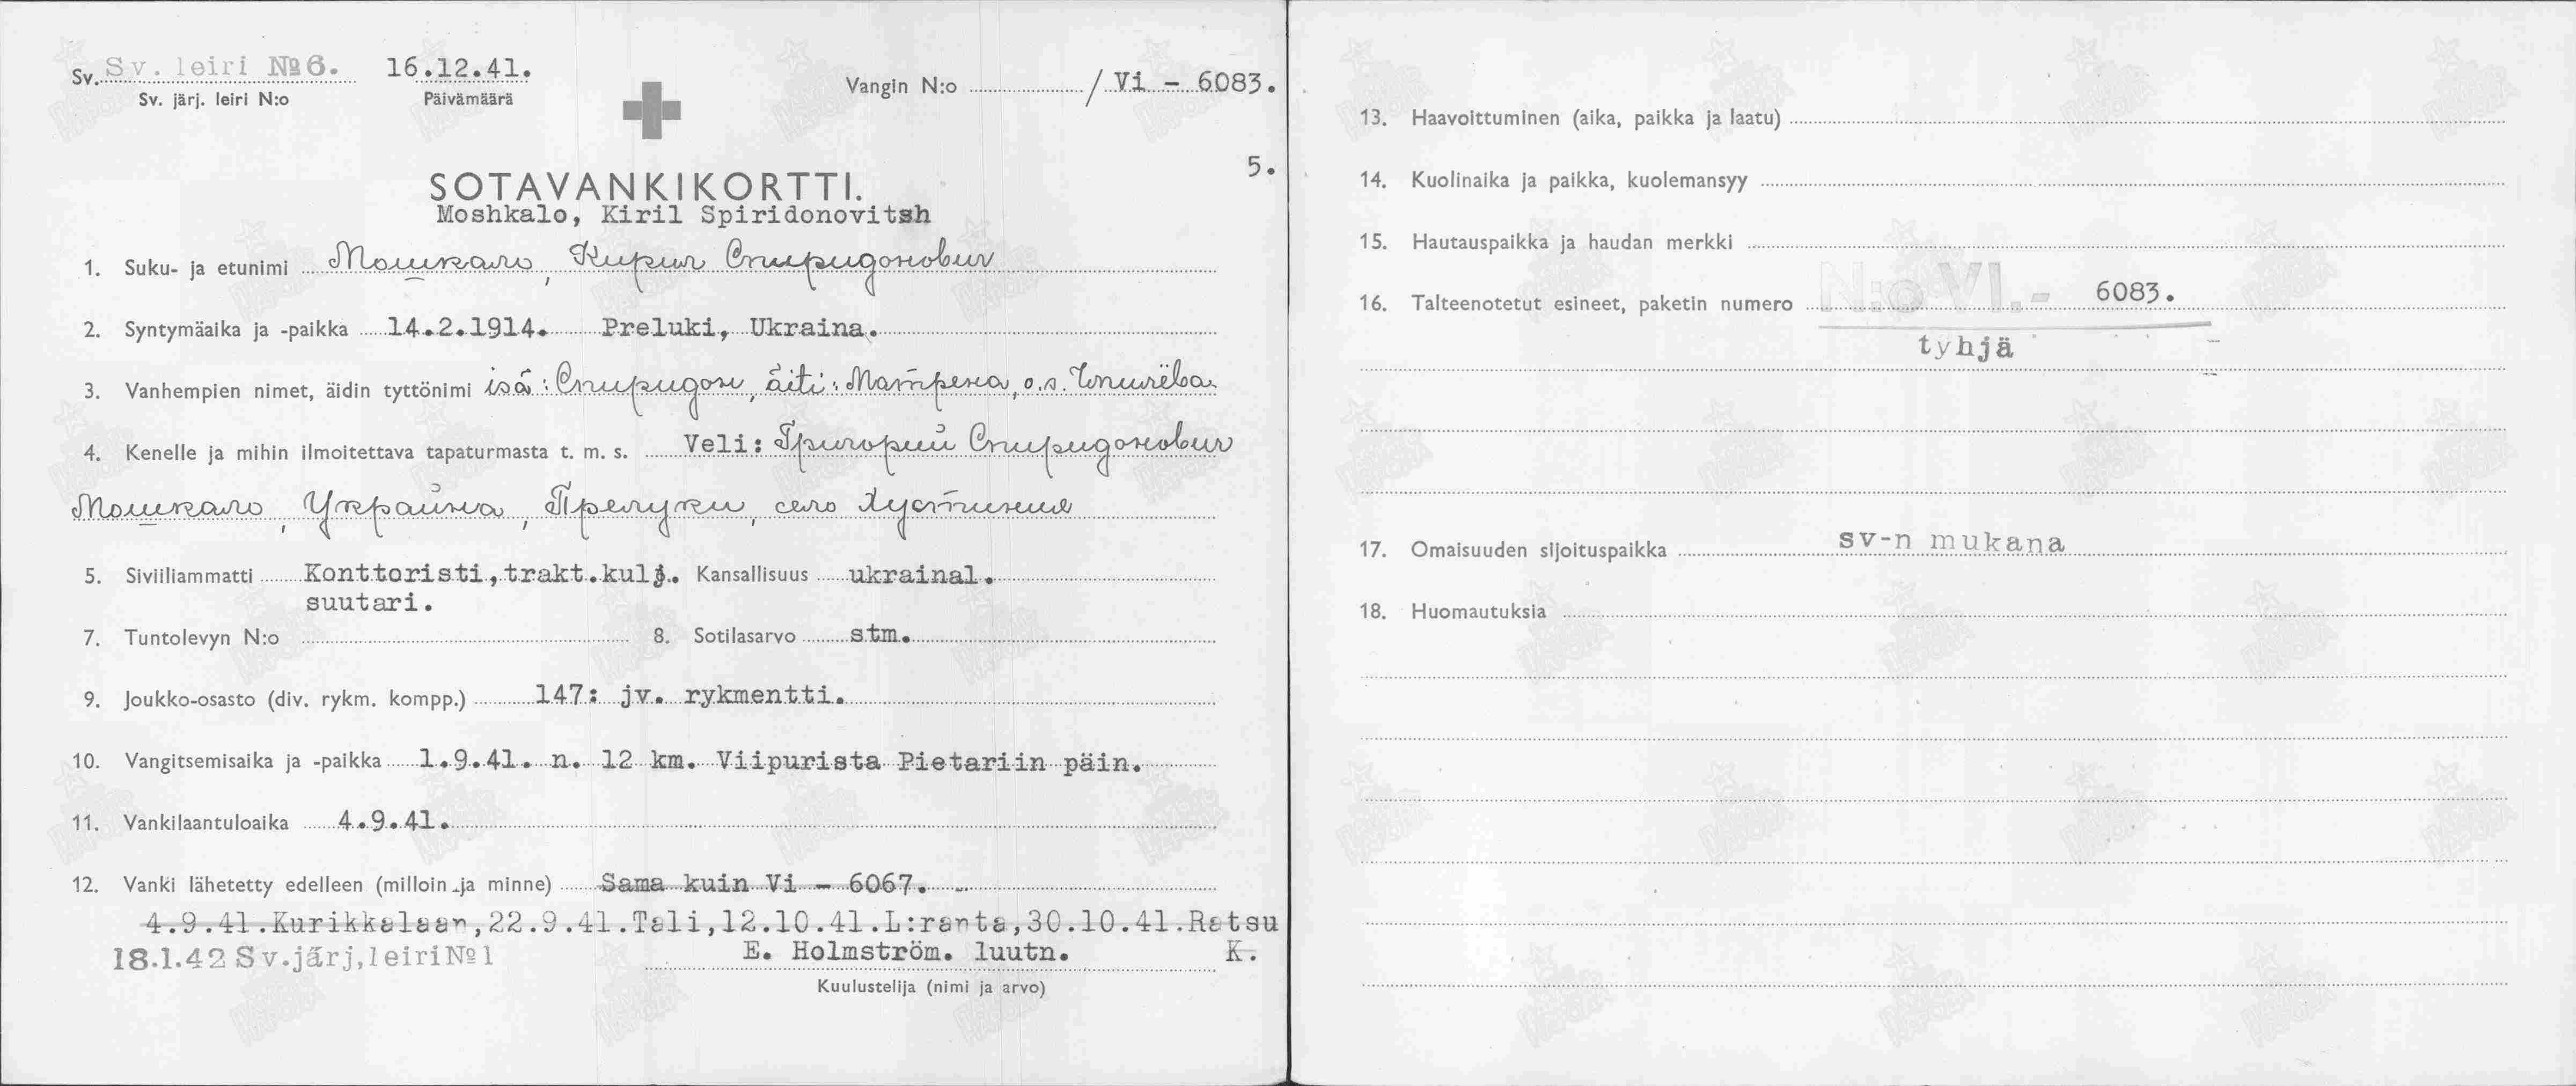 Sv. Sv. leiri №6. 16.12.41.
Sv. järj. leiri N:o Päivämäärä
Vangin N:o / Vi - 6083.
5.
SOTAVANKIKORTTI.
Moshkalo, Kiril Spiridonovitsh
1. Suku- ja etunimi Мошкало, Кирил Спиридонович
2. Syntymäaika ja -paikka 14.2.1914. Preluki, Ukraina.
3. Vanhempien nimet, äidin tyttönimi isä: Спиридон, äiti: Матрена, o.s.
4. Kenelle ja mihin ilmoitettava tapaturmasta t. m. s. Veli: Григорий Спиридонович
Мошкало, Украйна, Прелуки, село
5. Siviiliammatti Konttoristi, trakt.kulj. Kansallisuus ukrainal.
suutari.
7. Tuntolevyn N:o 8. Sotilasarvo stm.
9. Joukko-osasto (div. rykm. kompp.) 147: jv. rykmentti.
10. Vangitsemisaika ja -paikka 1.9.41. n. 12 km. Viipurista Pietariin päin.
11. Vankilaantuloaika 4.9.41.
12. Vanki lähetetty edelleen (milloin ja minne) Sama kuin Vi - 6067.
4.9.41.Kurikkalaan,22.9.41.Tali,12.10.41.L:ranta,30.10.41.Ratsu
18.1.42 Sv.järj,leiri№1 E. Holmström. luutn. K.
Kuulustelija (nimi ja arvo)
13. Haavoittuminen (aika, paikka ja laatu)
14. Kuolinaika ja paikka, kuolemansyy
15. Hautauspaikka ja haudan merkki
16. Talteenotetut esineet, paketin numero N:o VI.- 6083.
tyhjä
17. Omaisuuden sijoituspaikka sv-n mukana
18. Huomautuksia